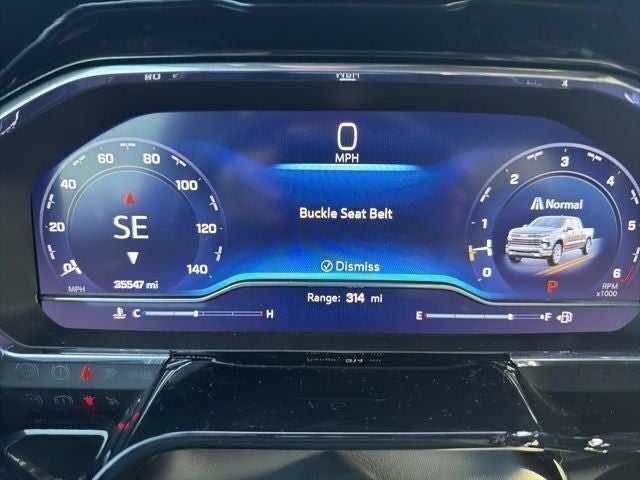 0
MPH
Buckle Seat Belt
Dismiss
Range: 314 mi
20 40 60 80 100 120 140
MPH
SE
35547 mi
0 1 2 3 4 5 6
Normal
P
RPM
x1000
C H
E F